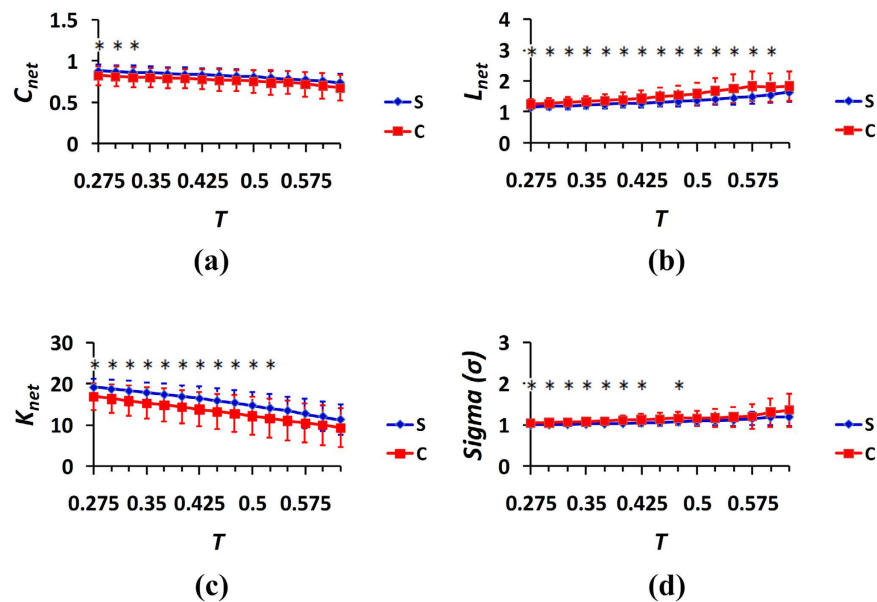 1.5
* * *
1
0.5
0
C_net
S
C
0.275 0.35 0.425 0.5 0.575
T
(a)
4
3
* * * * * * * * * * * * * *
2
1
0
L_net
S
C
0.275 0.35 0.425 0.5 0.575
T
(b)
30
* * * * * * * * * * *
20
10
0
K_net
S
C
0.275 0.35 0.425 0.5 0.575
T
(c)
3
2
* * * * * * * *
1
0
Sigma (σ)
S
C
0.275 0.35 0.425 0.5 0.575
T
(d)